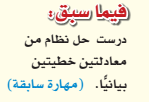 فيما سبق:
درست حل نظام من
معادلتين خطيتين
بيانيًّا. (مهارة سابقة)